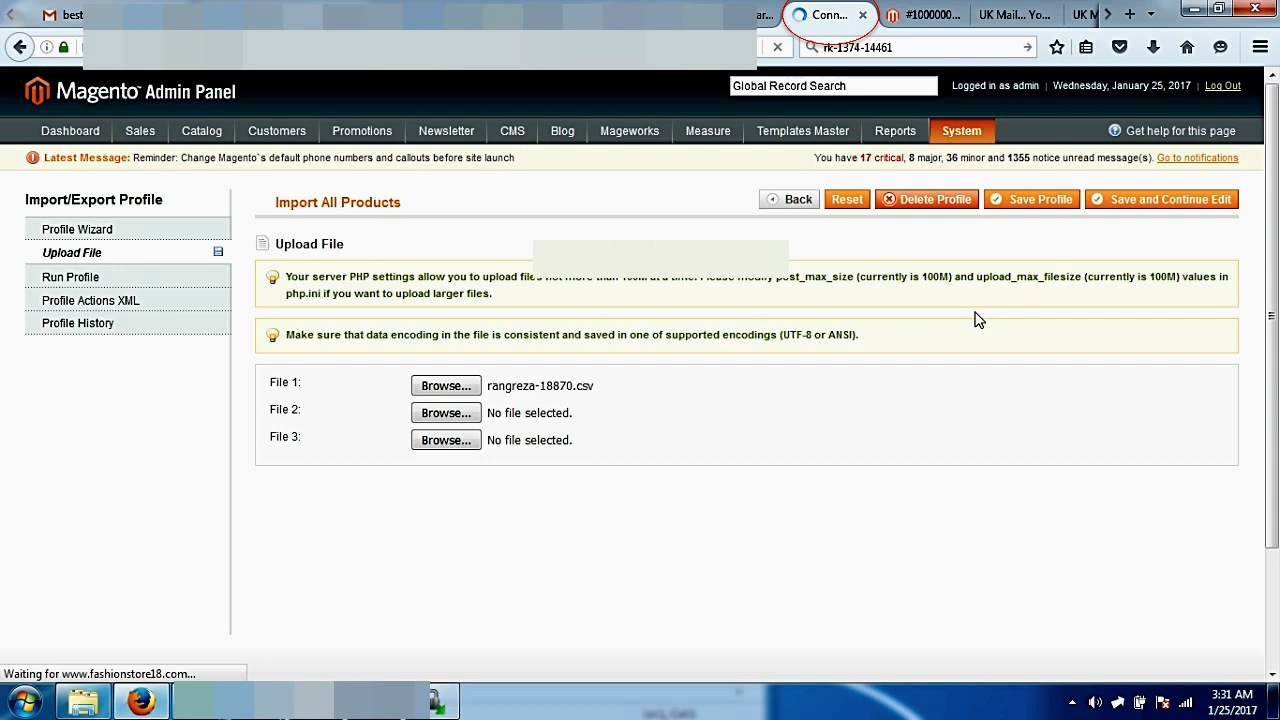 best
ar...
Conn...
#1000000...
UK Mail... Yo...
UK M
rk-1374-14461
Magento Admin Panel
Global Record Search
Logged in as admin | Wednesday, January 25, 2017 | Log Out
Dashboard Sales Catalog Customers Promotions Newsletter CMS Blog Mageworks Measure Templates Master Reports System
Get help for this page
Latest Message: Reminder: Change Magento`s default phone numbers and callouts before site launch
You have 17 critical, 8 major, 36 minor and 1355 notice unread message(s). Go to notifications
Import/Export Profile
Profile Wizard
Upload File
Run Profile
Profile Actions XML
Profile History
Import All Products
Back Reset Delete Profile Save Profile Save and Continue Edit
Upload File
Your server PHP settings allow you to upload files not more than 100M at a time. Please modify post_max_size (currently is 100M) and upload_max_filesize (currently is 100M) values in
php.ini if you want to upload larger files.
Make sure that data encoding in the file is consistent and saved in one of supported encodings (UTF-8 or ANSI).
File 1: Browse... rangreza-18870.csv
File 2: Browse... No file selected.
File 3: Browse... No file selected.
Waiting for www.fashionstore18.com...
3:31 AM
1/25/2017